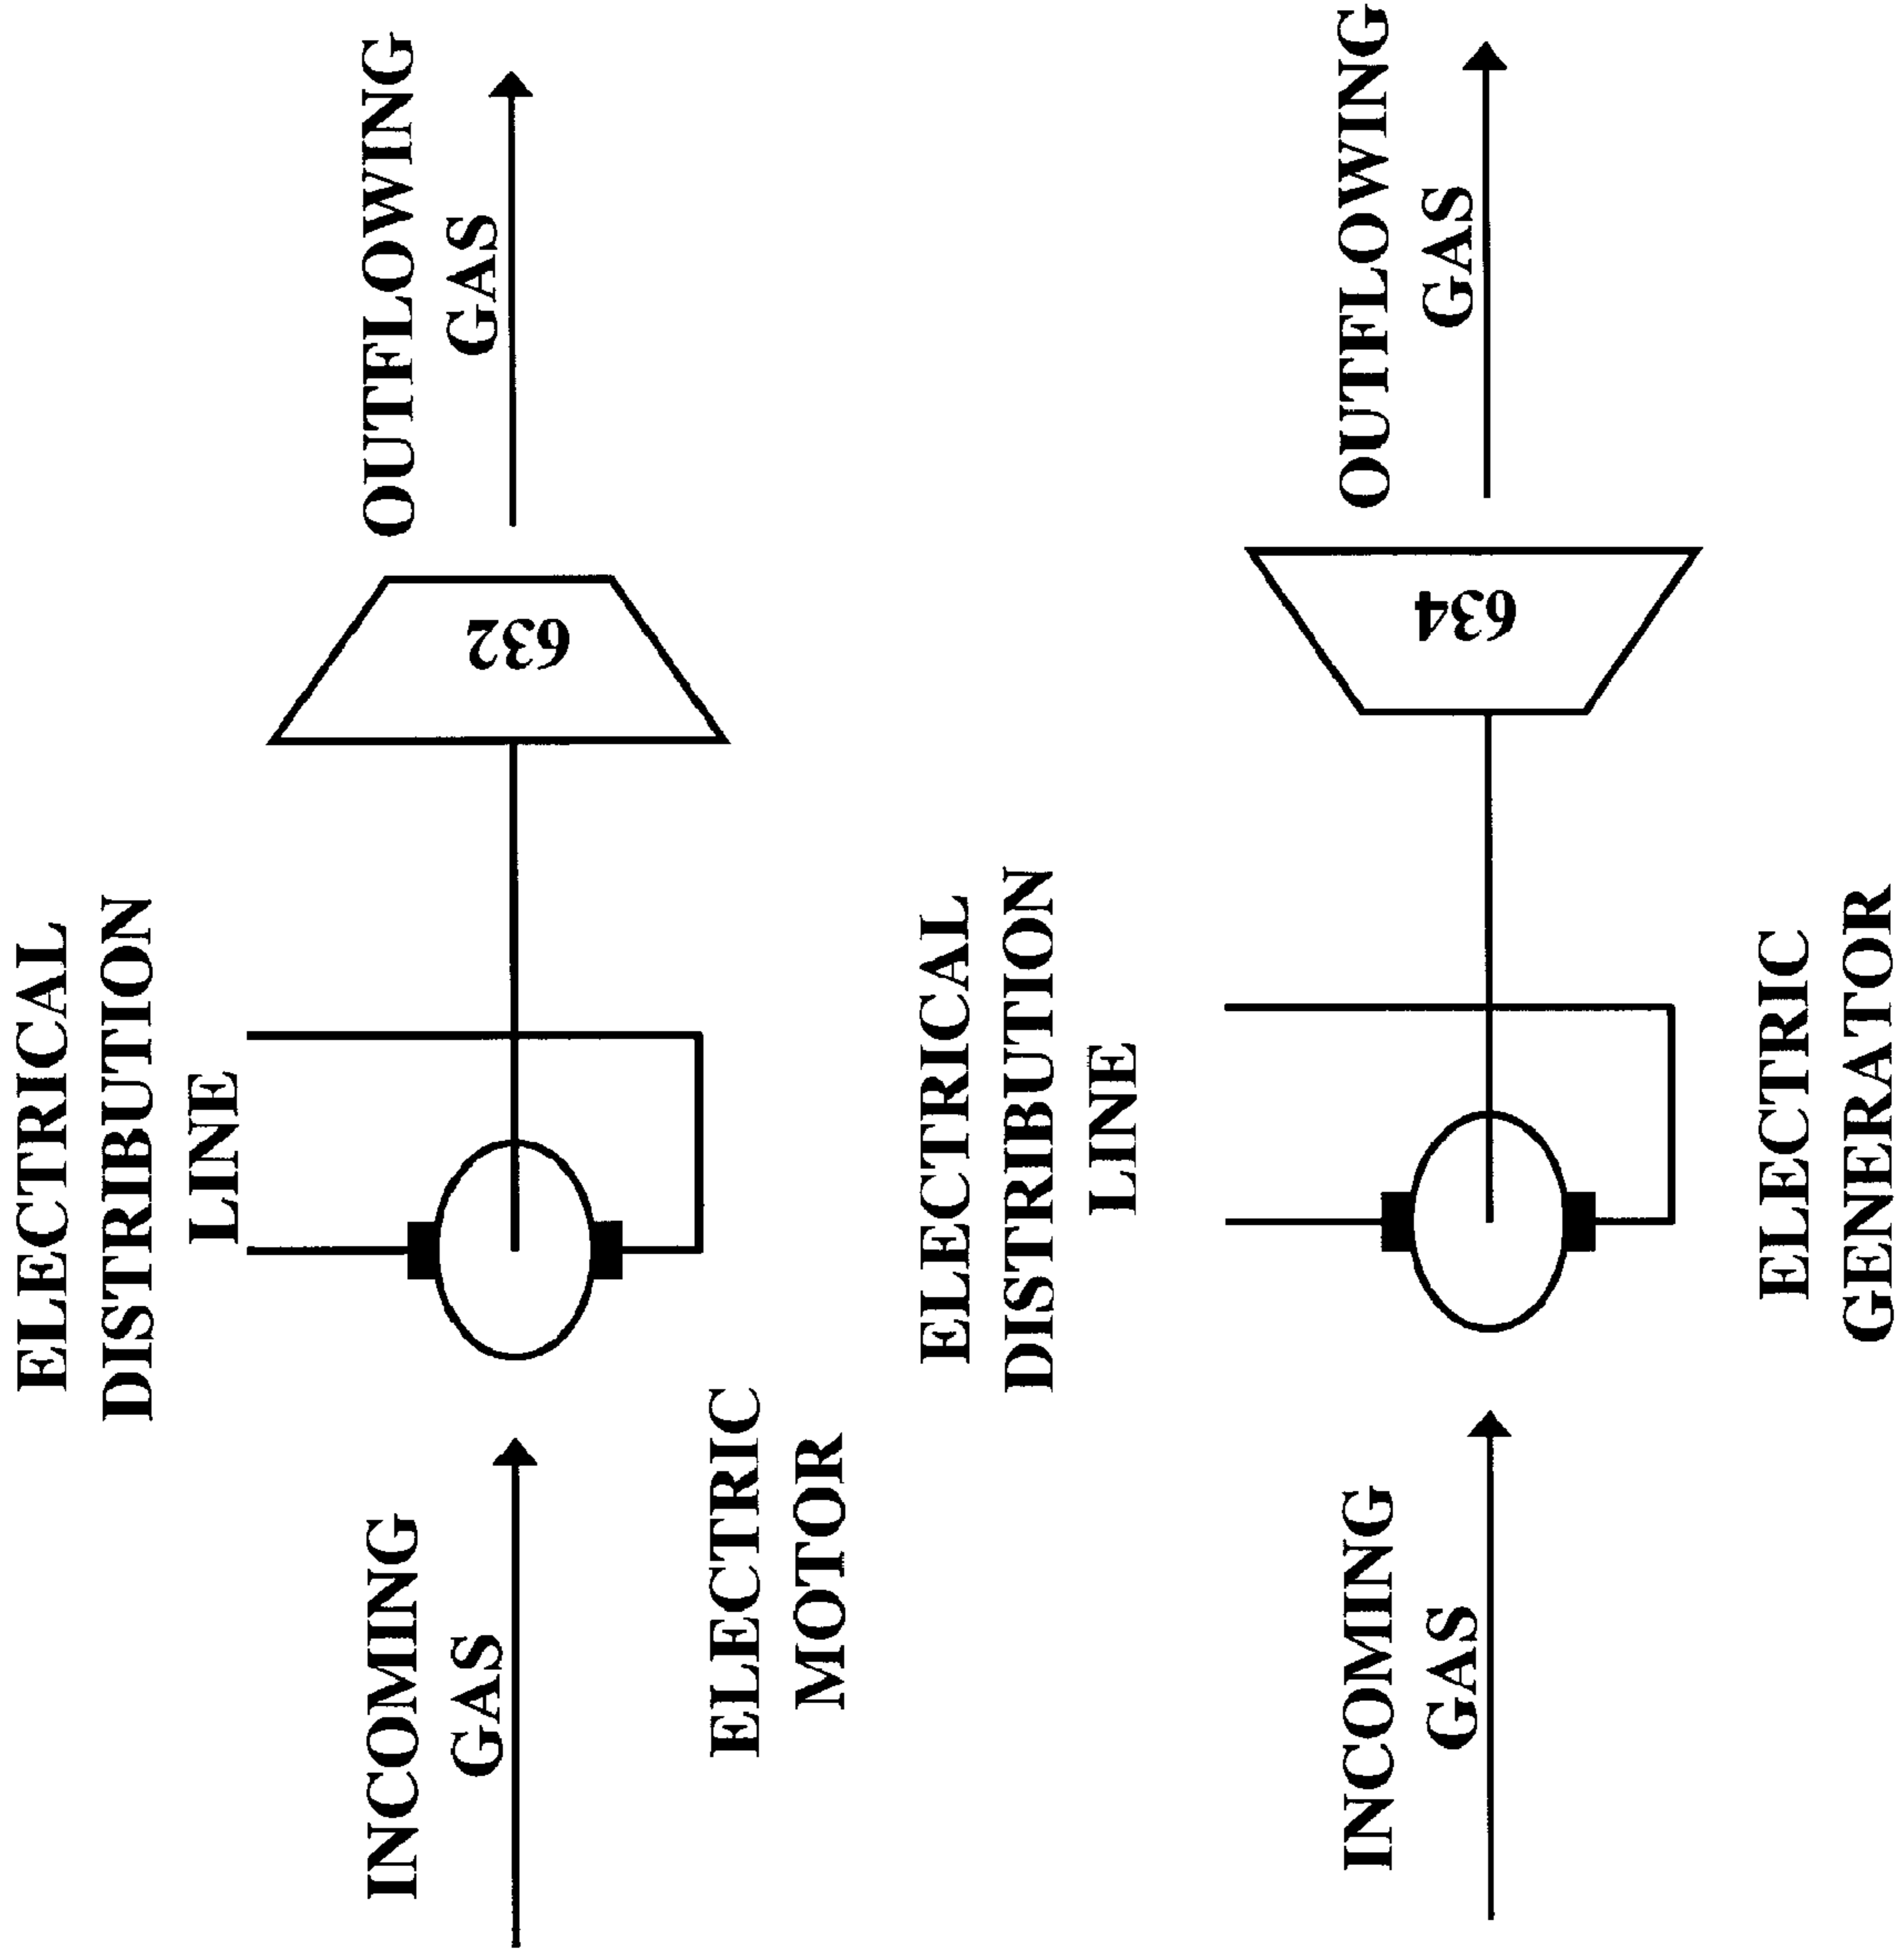 ELECTRICAL
DISTRIBUTION
LINE
INCOMING
GAS
OUTFLOWING
GAS
632
ELECTRIC
MOTOR
ELECTRICAL
DISTRIBUTION
LINE
INCOMING
GAS
OUTFLOWING
GAS
634
ELECTRIC
GENERATOR